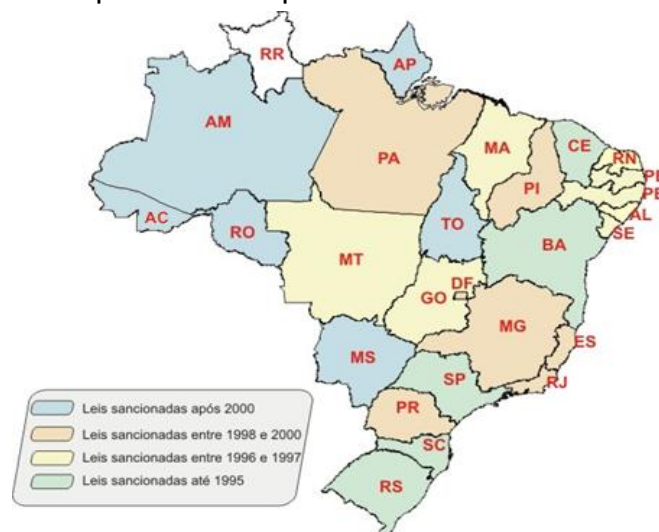 RR
AP
AM
PA
MA
CE
RN
PI
PE
AL
SE
AC
RO
TO
BA
MT
DF
GO
MG
ES
MS
SP
RJ
PR
SC
RS
Leis sancionadas após 2000
Leis sancionadas entre 1998 e 2000
Leis sancionadas entre 1996 e 1997
Leis sancionadas até 1995